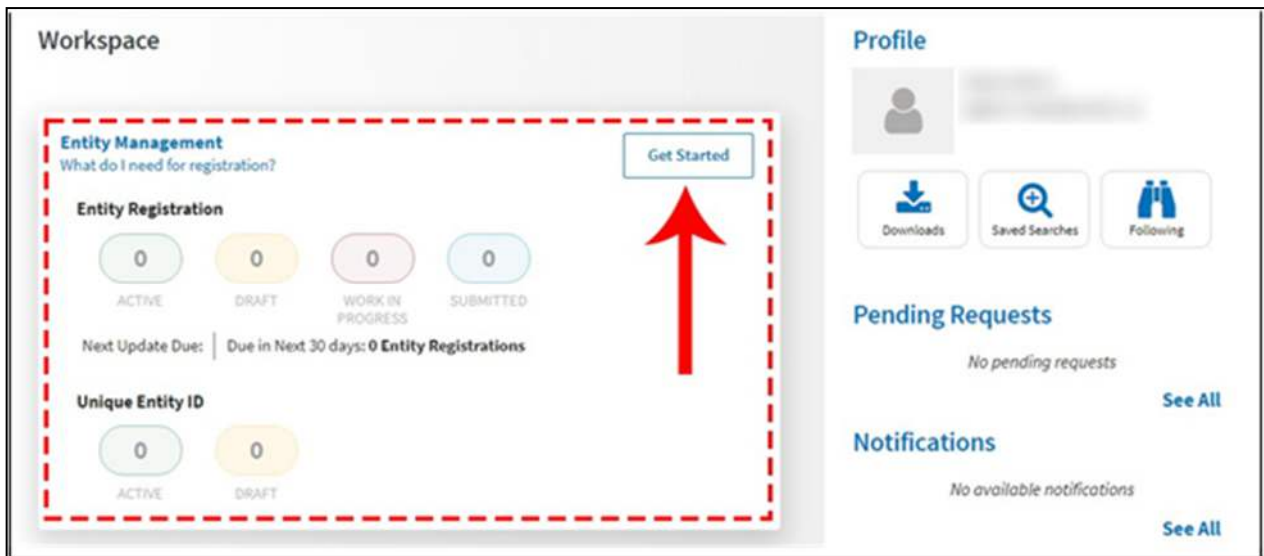 Workspace
Entity Management
What do I need for registration?
Get Started
Entity Registration
0 0 0 0
ACTIVE DRAFT WORK IN PROGRESS SUBMITTED
Next Update Due: Due in Next 30 days: 0 Entity Registrations
Unique Entity ID
0 0
ACTIVE DRAFT
Profile
Downloads Saved Searches Following
Pending Requests
No pending requests
See All
Notifications
No available notifications
See All